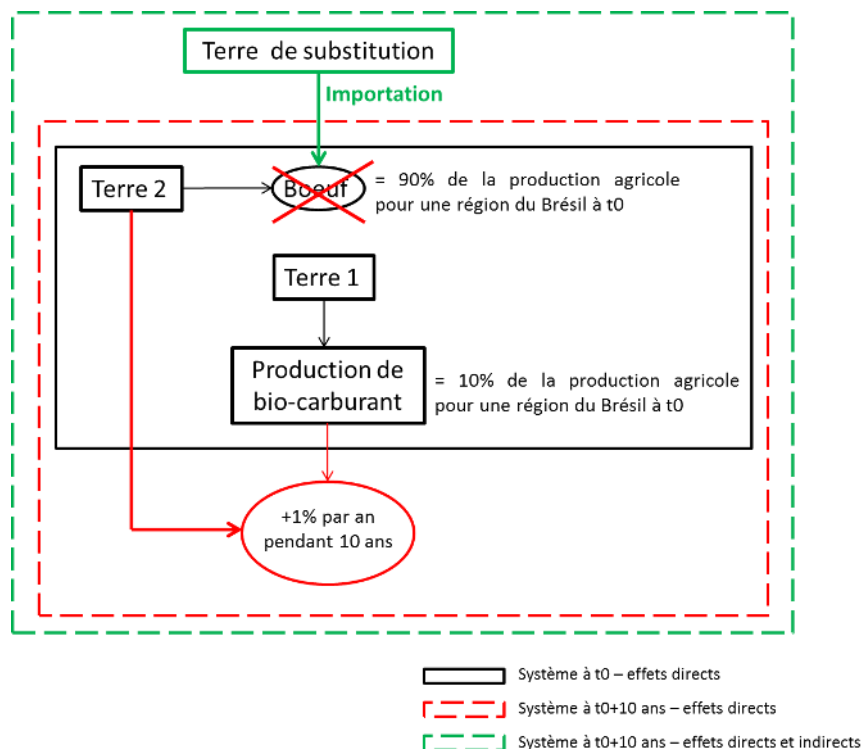 Terre de substitution
Importation
Terre 2
Boeuf
= 90% de la production agricole
pour une région du Brésil à t0
Terre 1
Production de
bio-carburant
= 10% de la production agricole
pour une région du Brésil à t0
+1% par an
pendant 10 ans
Système à t0 – effets directs
Système à t0+10 ans – effets directs
Système à t0+10 ans – effets directs et indirects